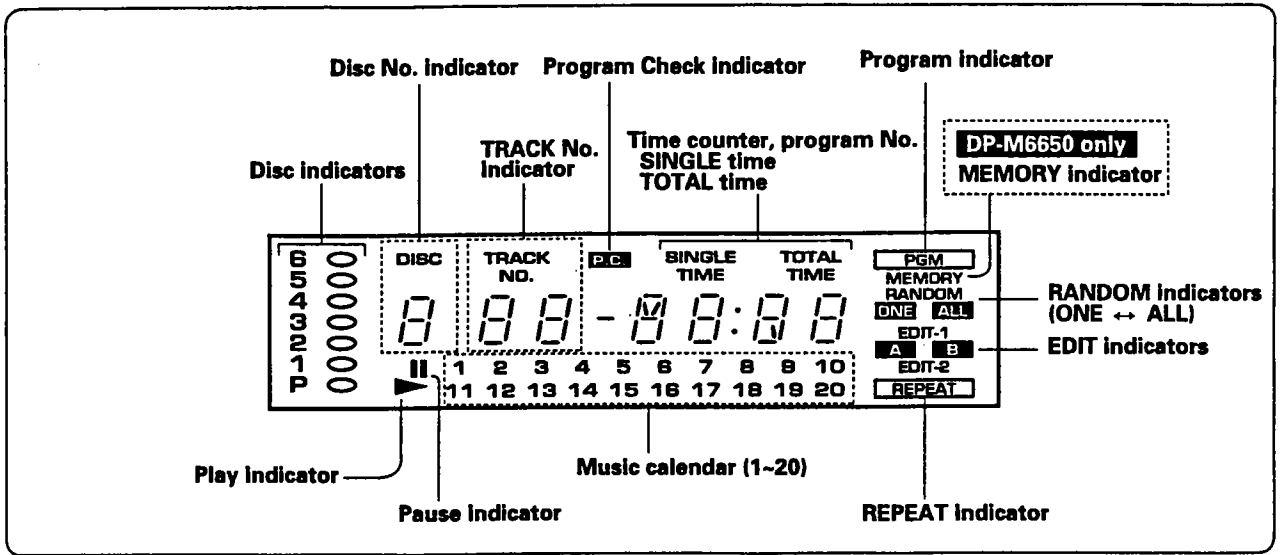 Disc No. indicator
Program Check indicator
Program indicator
Disc indicators
TRACK No.
Indicator
Time counter, program No.
SINGLE time
TOTAL time
DP-M6650 only
MEMORY indicator
6
5
4
3
2
1
P
DISC
TRACK
NO.
P.C.
SINGLE
TIME
TOTAL
TIME
8
88-88:88
PGM
MEMORY
RANDOM
ONE ALL
EDIT-1
A B
EDIT-2
REPEAT
1 2 3 4 5 6 7 8 9 10
11 12 13 14 15 16 17 18 19 20
RANDOM indicators
(ONE ↔ ALL)
EDIT indicators
Play indicator
Pause indicator
Music calendar (1~20)
REPEAT indicator